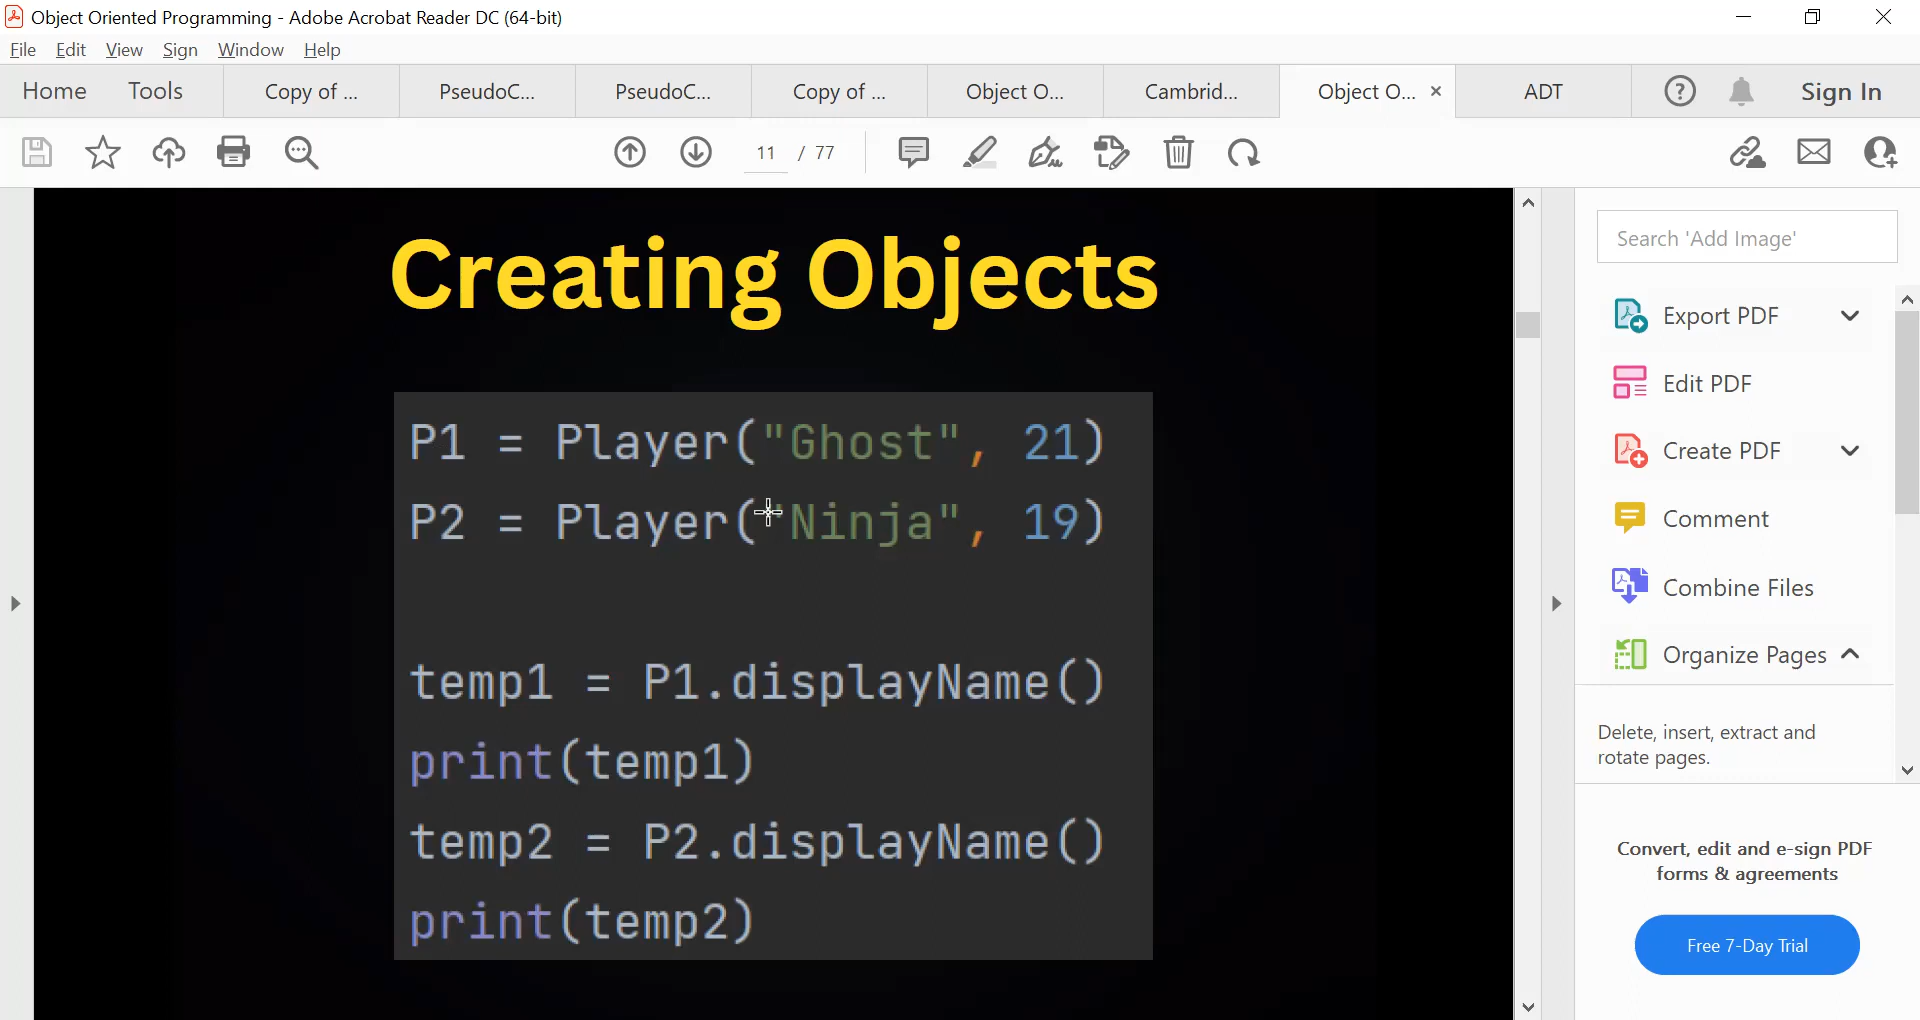 Object Oriented Programming - Adobe Acrobat Reader DC (64-bit)
File Edit View Sign Window Help
Home Tools Copy of ... PseudoC... PseudoC... Copy of ... Object O... Cambrid... Object O... × ADT ? Sign In
11 / 77
Creating Objects
P1 = Player("Ghost", 21)
P2 = Player("Ninja", 19)
temp1 = P1.displayName()
print(temp1)
temp2 = P2.displayName()
print(temp2)
Search 'Add Image'
Export PDF
Edit PDF
Create PDF
Comment
Combine Files
Organize Pages
Delete, insert, extract and
rotate pages.
Convert, edit and e-sign PDF
forms & agreements
Free 7-Day Trial